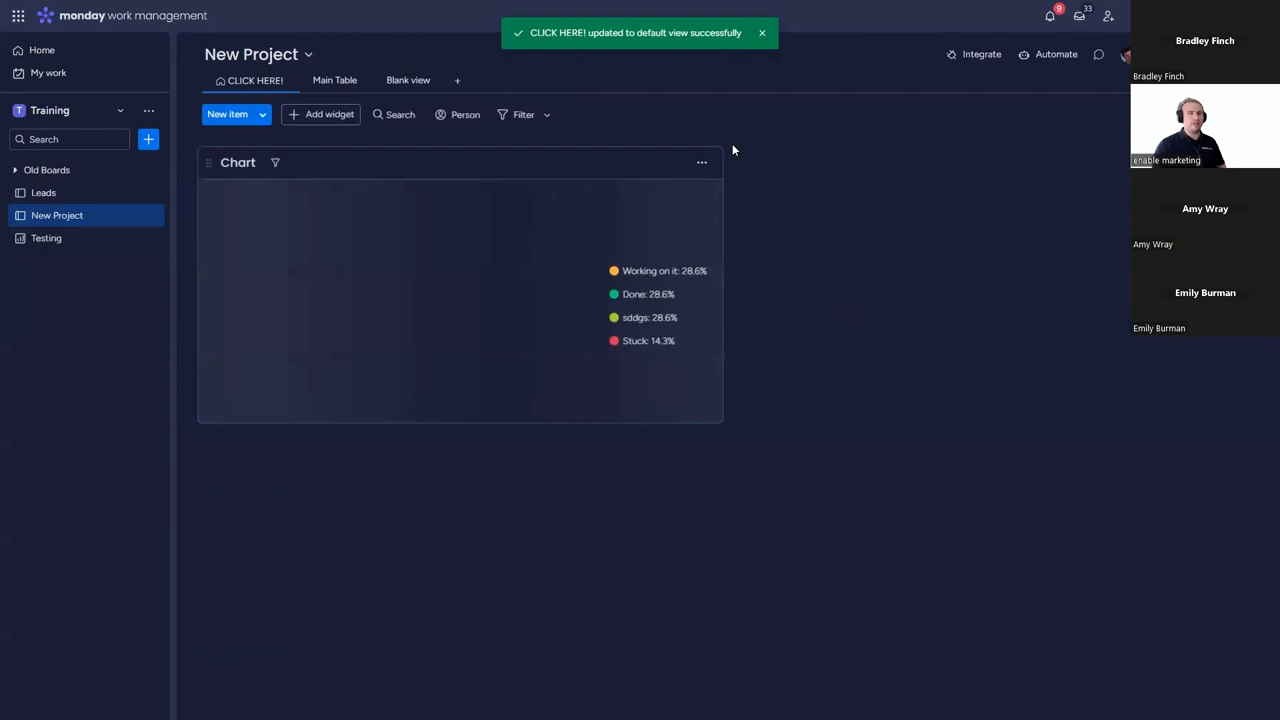 monday work management
9
33
CLICK HERE! updated to default view successfully
Home
My work
T Training
Search
Old Boards
Leads
New Project
Testing
New Project
Integrate
Automate
CLICK HERE!
Main Table
Blank view
+
New item
Add widget
Search
Person
Filter
Chart
Working on it: 28.6%
Done: 28.6%
sddgs: 28.6%
Stuck: 14.3%
Bradley Finch
Bradley Finch
enable marketing
Amy Wray
Amy Wray
Emily Burman
Emily Burman